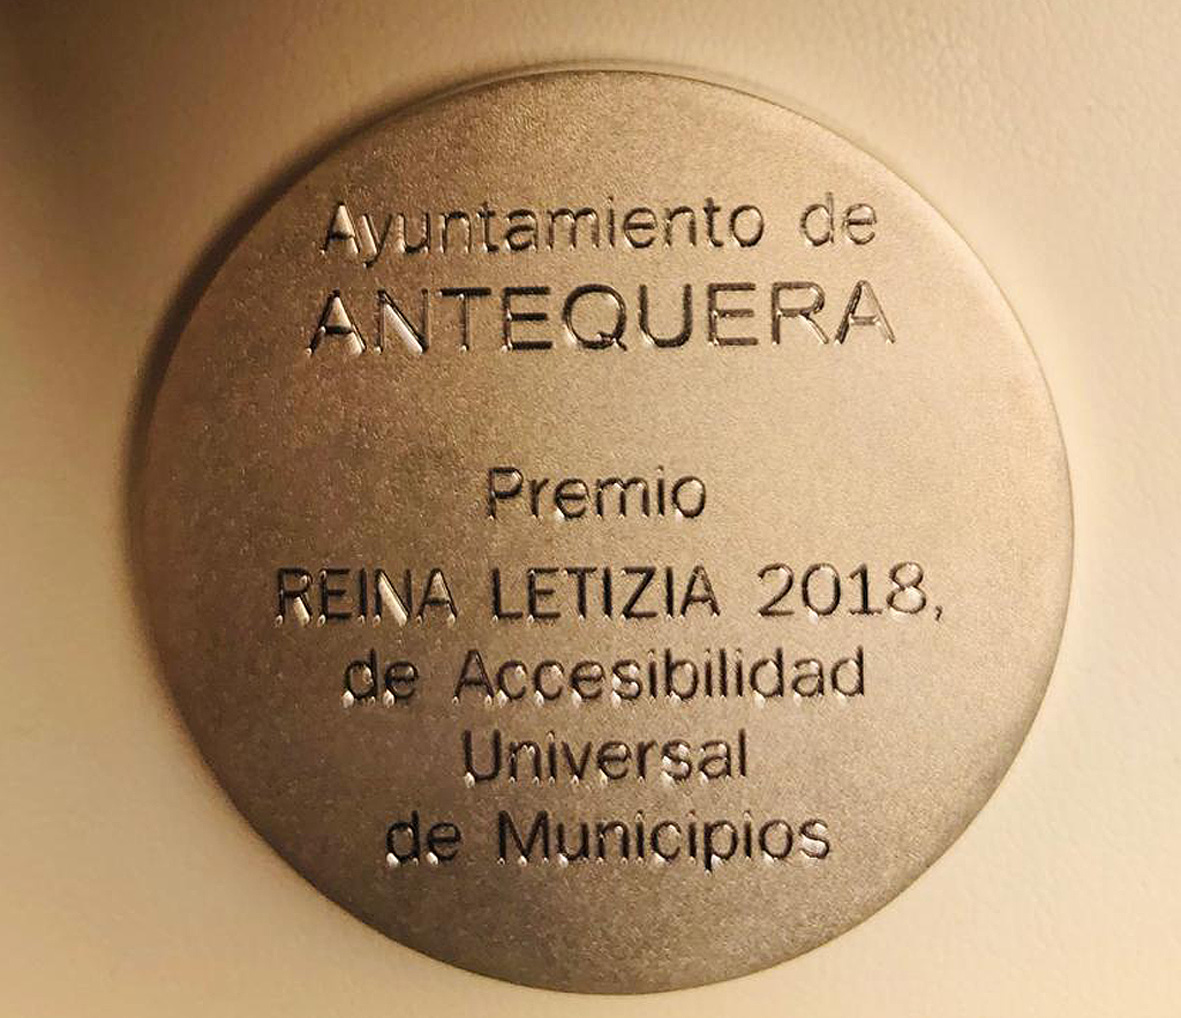 Ayuntamiento de
ANTEQUERA
Premio
REINA LETIZIA 2018,
de Accesibilidad
Universal
de Municipios